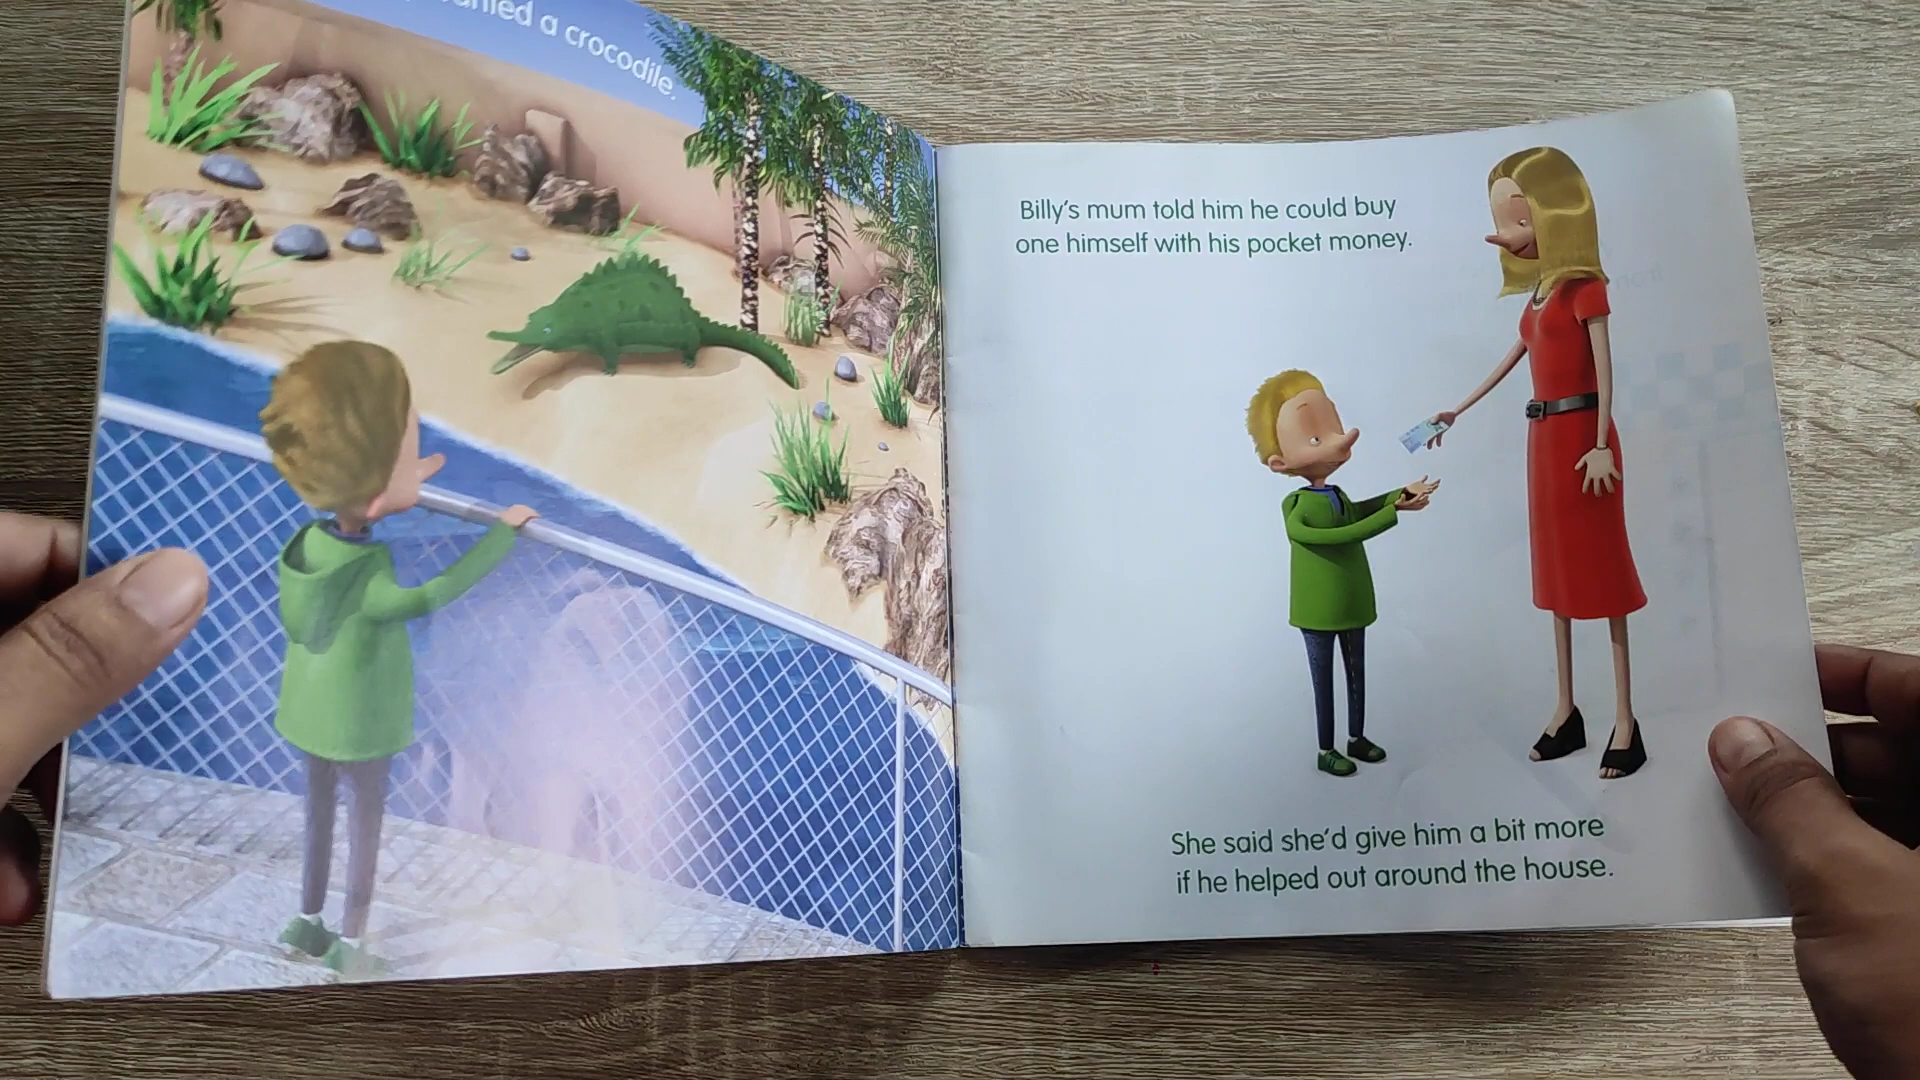 a crocodile.
Billy's mum told him he could buy
one himself with his pocket money.
She said she'd give him a bit more
if he helped out around the house.